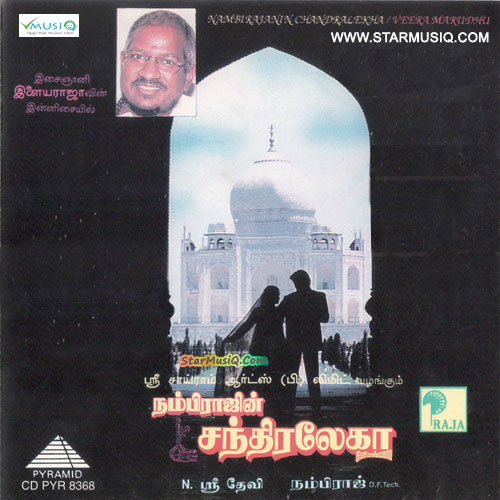 NAMBIRAJANIN CHANDRALEKHA / VEERA MARUDHU
VMUSIQ
WWW.STARMUSIQ.COM
இசைஞானி
இளையராஜாவின்
இன்னிசையில்
StarMusiQ.Com
ஸ்ரீ சாய்ராம் ஆர்ட்ஸ் (பி) லிமிட் வழங்கும்
நம்பிராஜின்
சந்திரலேகா
RAJA
PYRAMID
CD PYR 8368
N. ஸ்ரீ தேவி நம்பிராஜ் D.F.Tech.